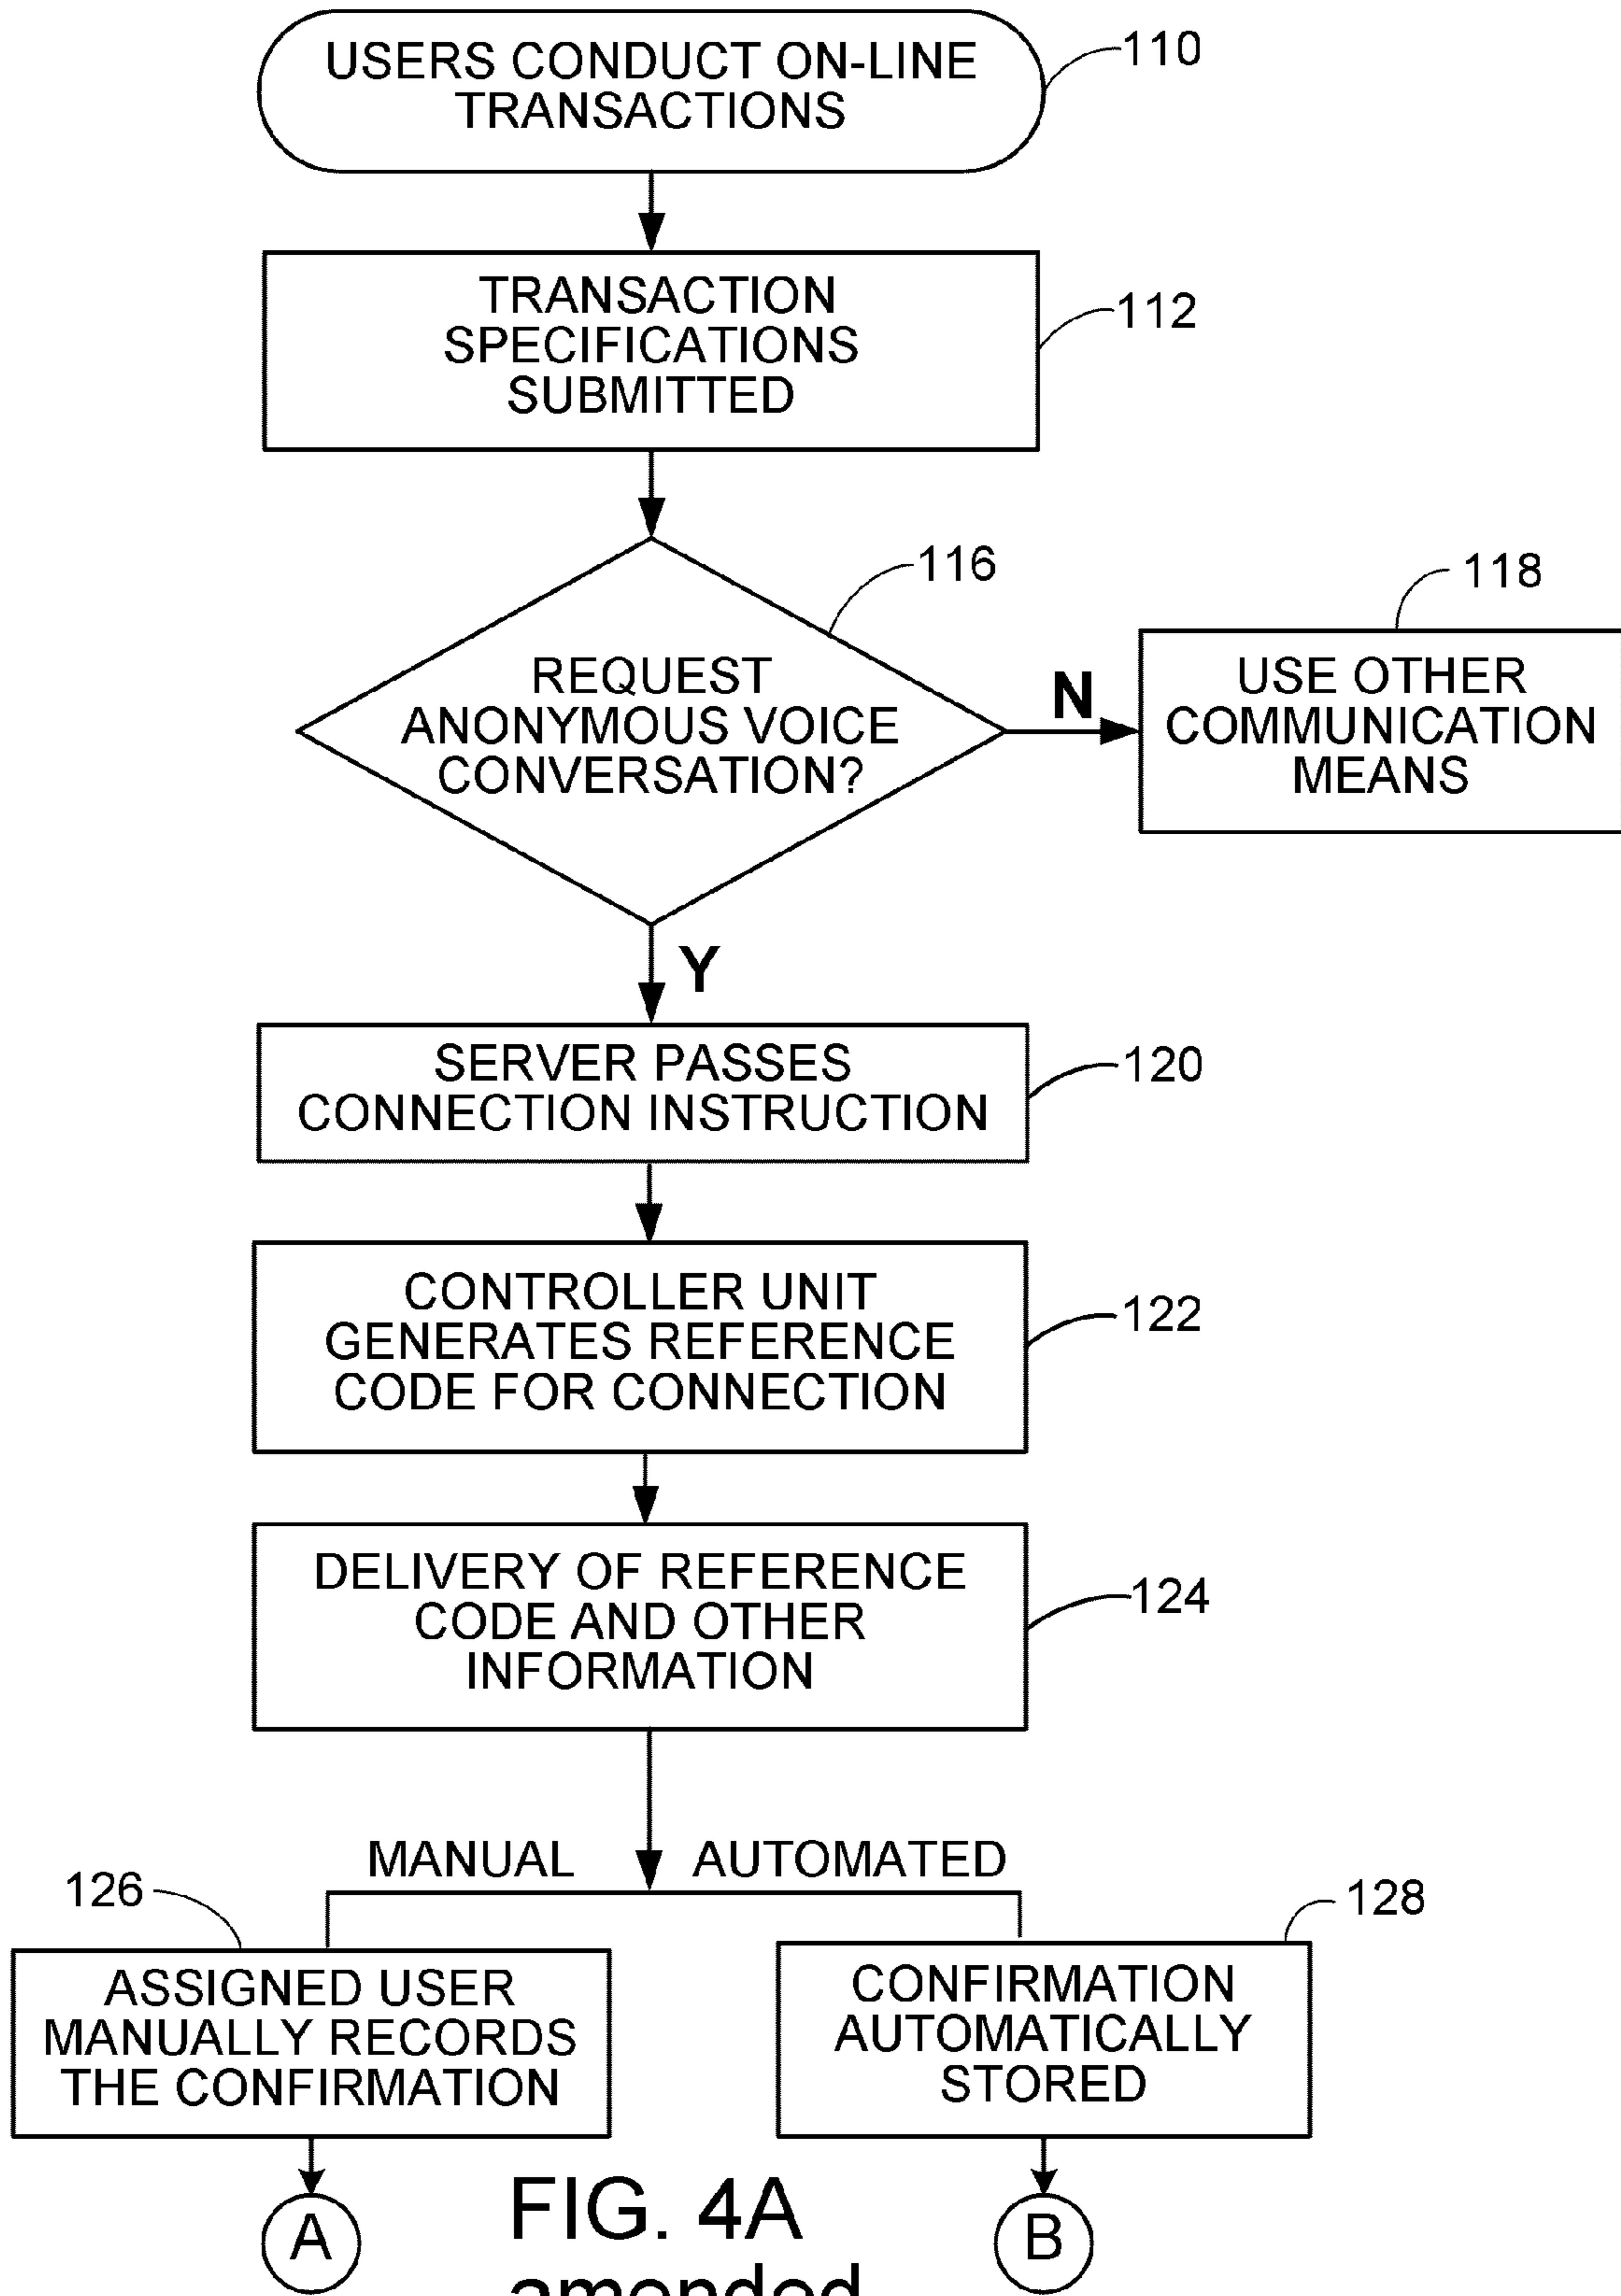 USERS CONDUCT ON-LINE
TRANSACTIONS
110
TRANSACTION
SPECIFICATIONS
SUBMITTED
112
116
118
REQUEST
ANONYMOUS VOICE
CONVERSATION?
N
USE OTHER
COMMUNICATION
MEANS
Y
SERVER PASSES
CONNECTION INSTRUCTION
120
CONTROLLER UNIT
GENERATES REFERENCE
CODE FOR CONNECTION
122
DELIVERY OF REFERENCE
CODE AND OTHER
INFORMATION
124
MANUAL
AUTOMATED
126
128
ASSIGNED USER
MANUALLY RECORDS
THE CONFIRMATION
CONFIRMATION
AUTOMATICALLY
STORED
A
FIG. 4A
B
amended